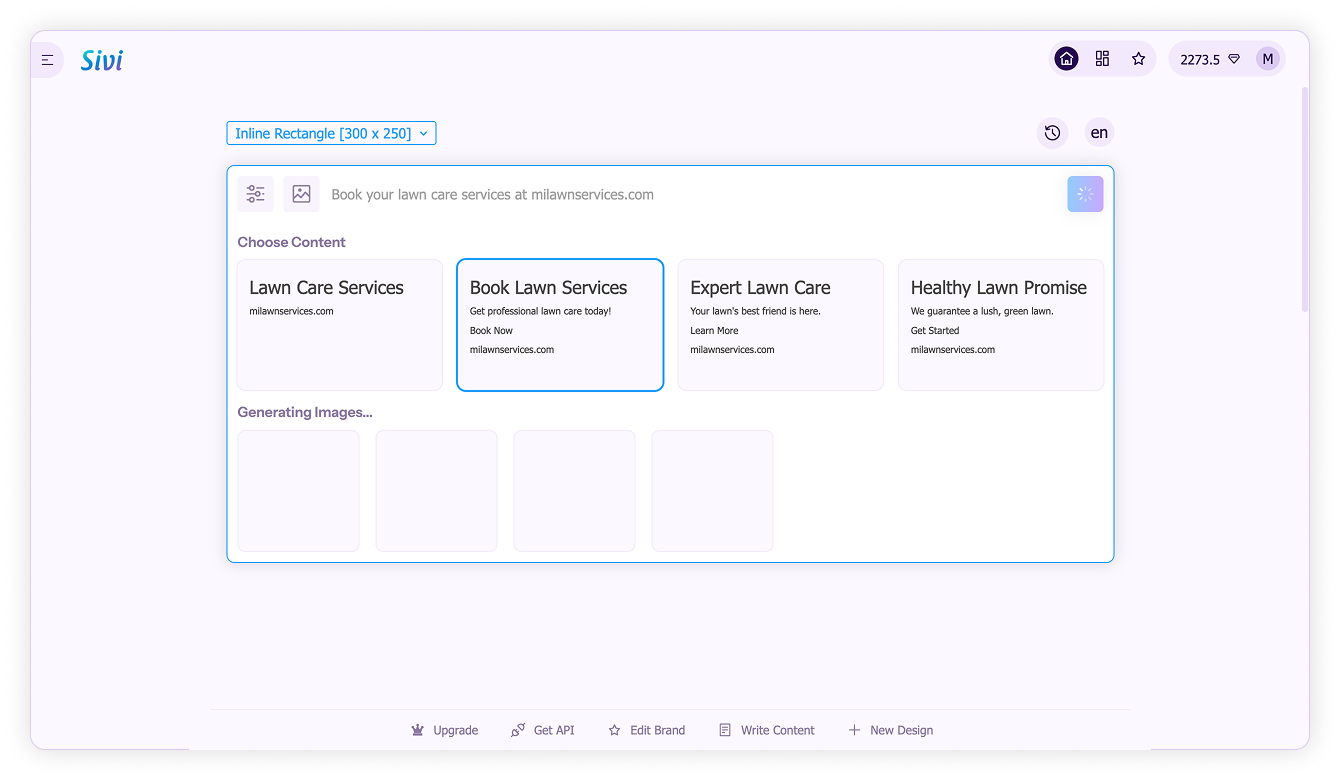 Sivi
2273.5
M
Inline Rectangle [300 x 250]
en
Book your lawn care services at milawnservices.com
Choose Content
Lawn Care Services
milawnservices.com
Book Lawn Services
Get professional lawn care today!
Book Now
milawnservices.com
Expert Lawn Care
Your lawn's best friend is here.
Learn More
milawnservices.com
Healthy Lawn Promise
We guarantee a lush, green lawn.
Get Started
milawnservices.com
Generating Images...
Upgrade
Get API
Edit Brand
Write Content
New Design